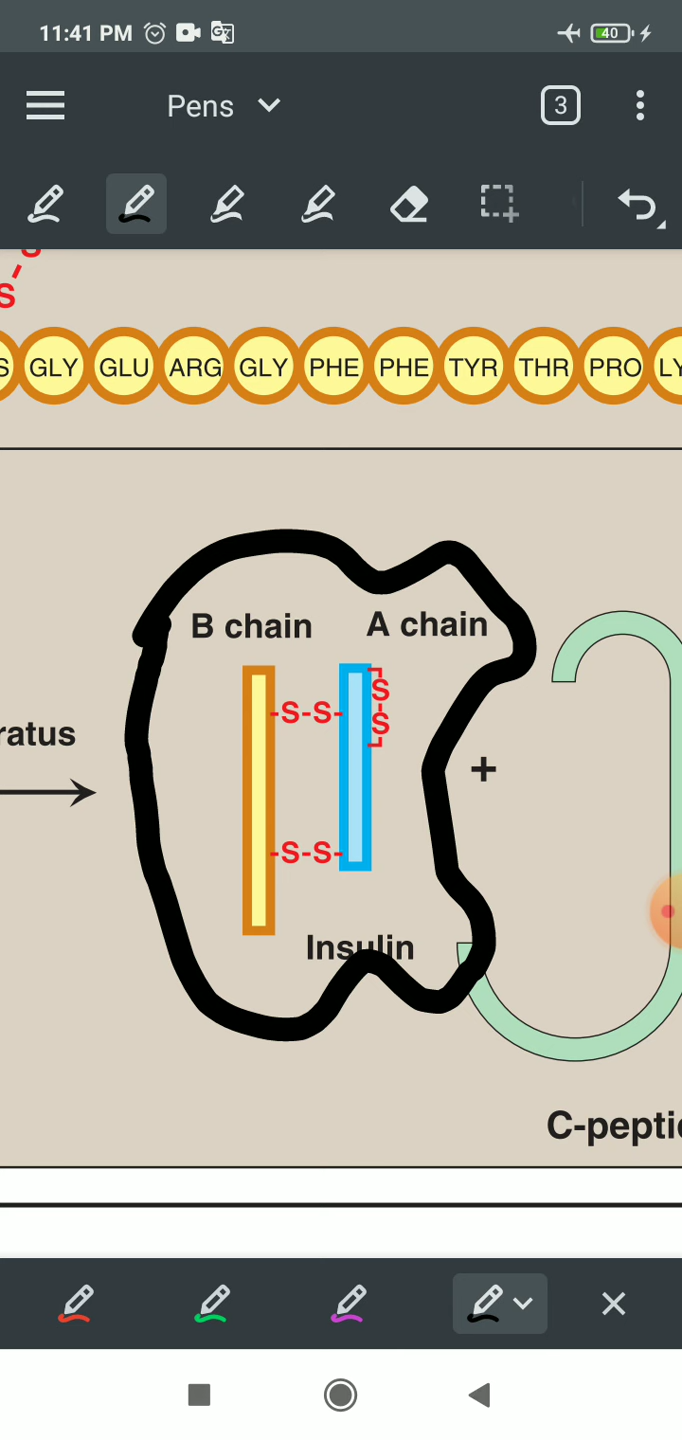 11:41 PM
40
Pens
3
S
S
S GLY GLU ARG GLY PHE PHE TYR THR PRO LY
B chain A chain
-S-S-
S
S
ratus
+
-S-S-
Insulin
C-pepti